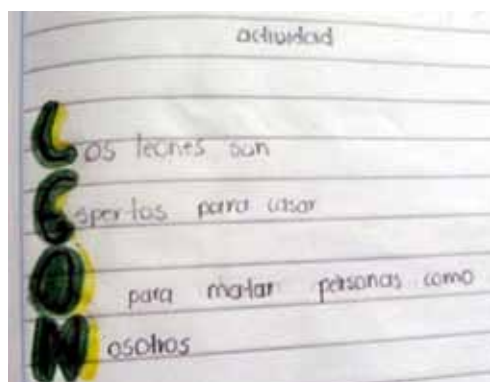 actividad
Los leones son
Espertos para casar
O para matar personas como
Nosotros